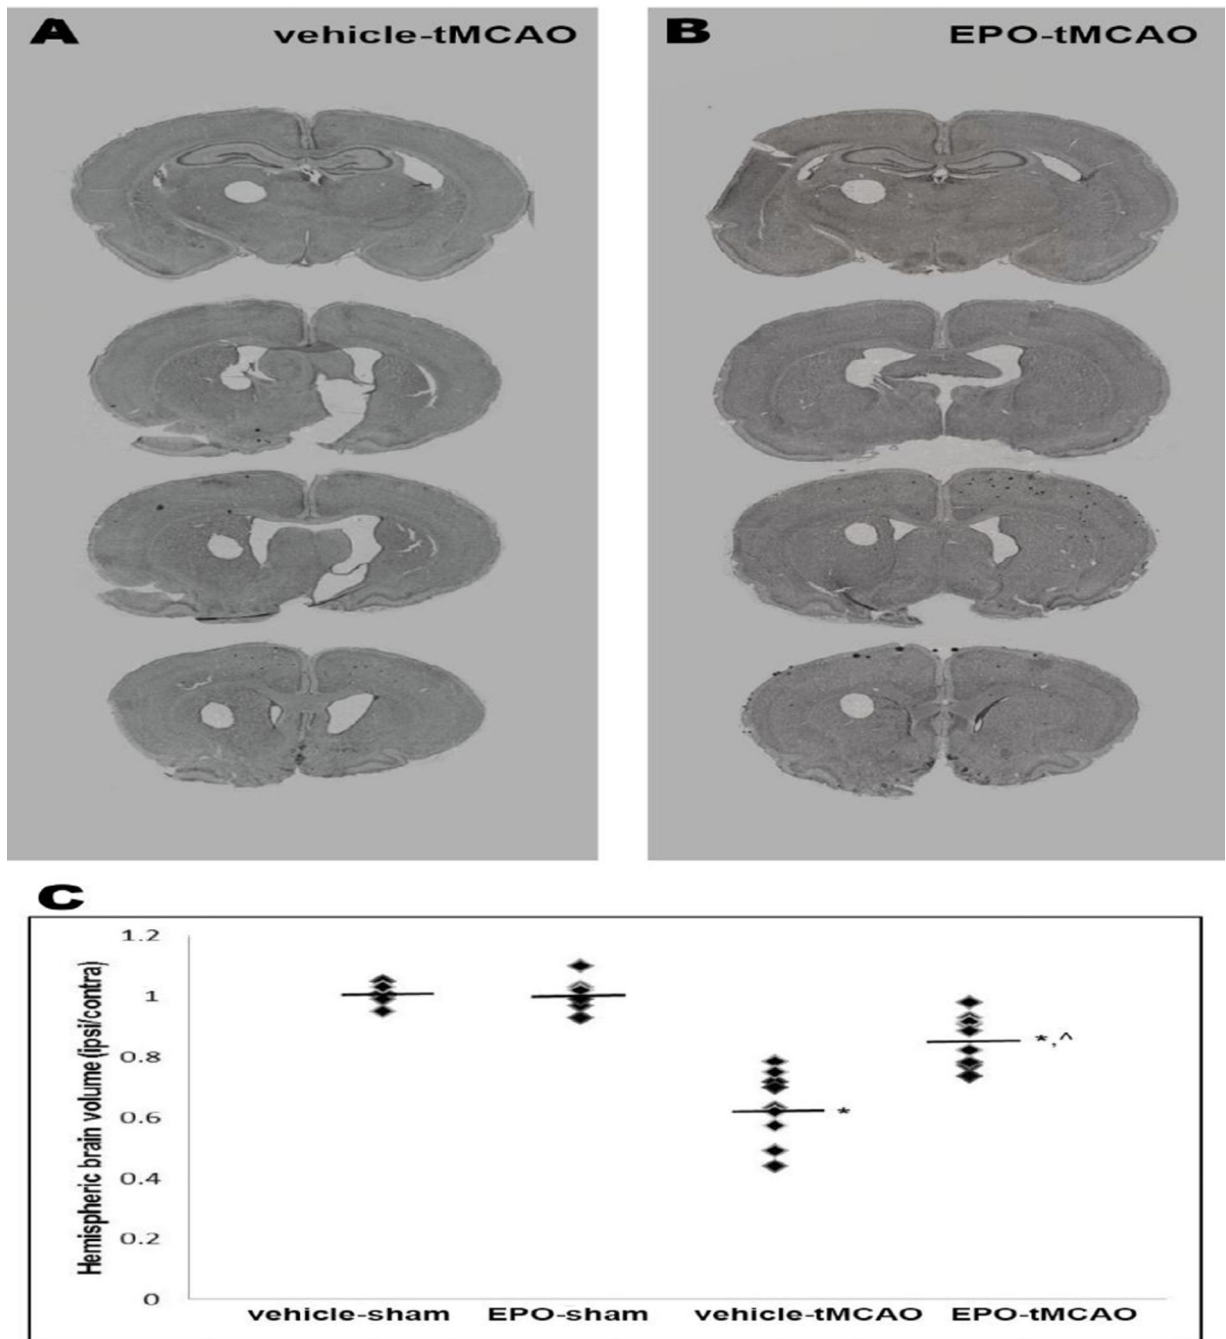 A vehicle-tMCAO
B EPO-tMCAO
C
Hemispheric brain volume (ipsi/contra)
1.2
1
0.8
0.6
0.4
0.2
0
*
*,^
vehicle-sham EPO-sham vehicle-tMCAO EPO-tMCAO